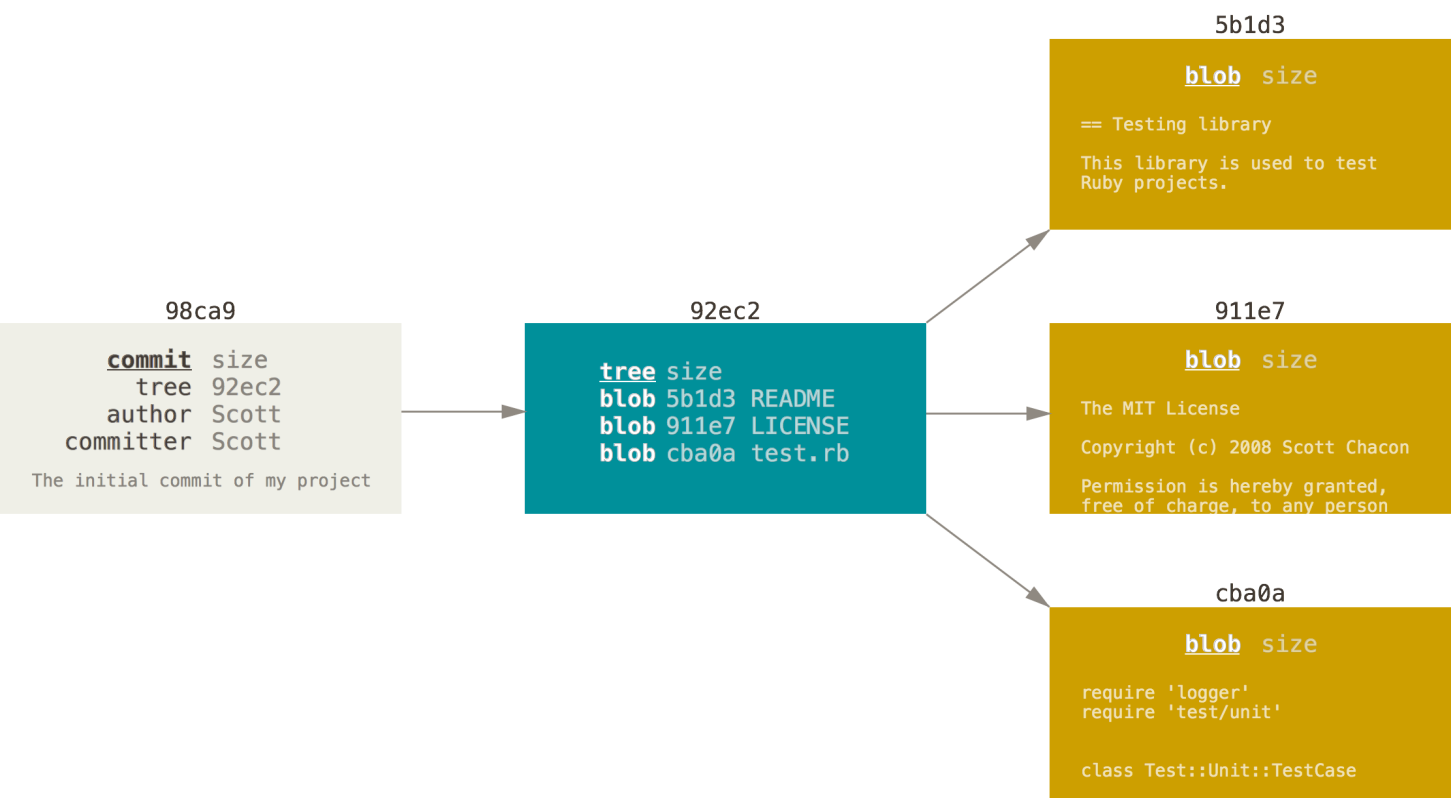 98ca9
commit size
tree 92ec2
author Scott
committer Scott
The initial commit of my project
92ec2
tree size
blob 5b1d3 README
blob 911e7 LICENSE
blob cba0a test.rb
5b1d3
blob size
== Testing library
This library is used to test
Ruby projects.
911e7
blob size
The MIT License
Copyright (c) 2008 Scott Chacon
Permission is hereby granted,
free of charge, to any person
cba0a
blob size
require 'logger'
require 'test/unit'
class Test::Unit::TestCase